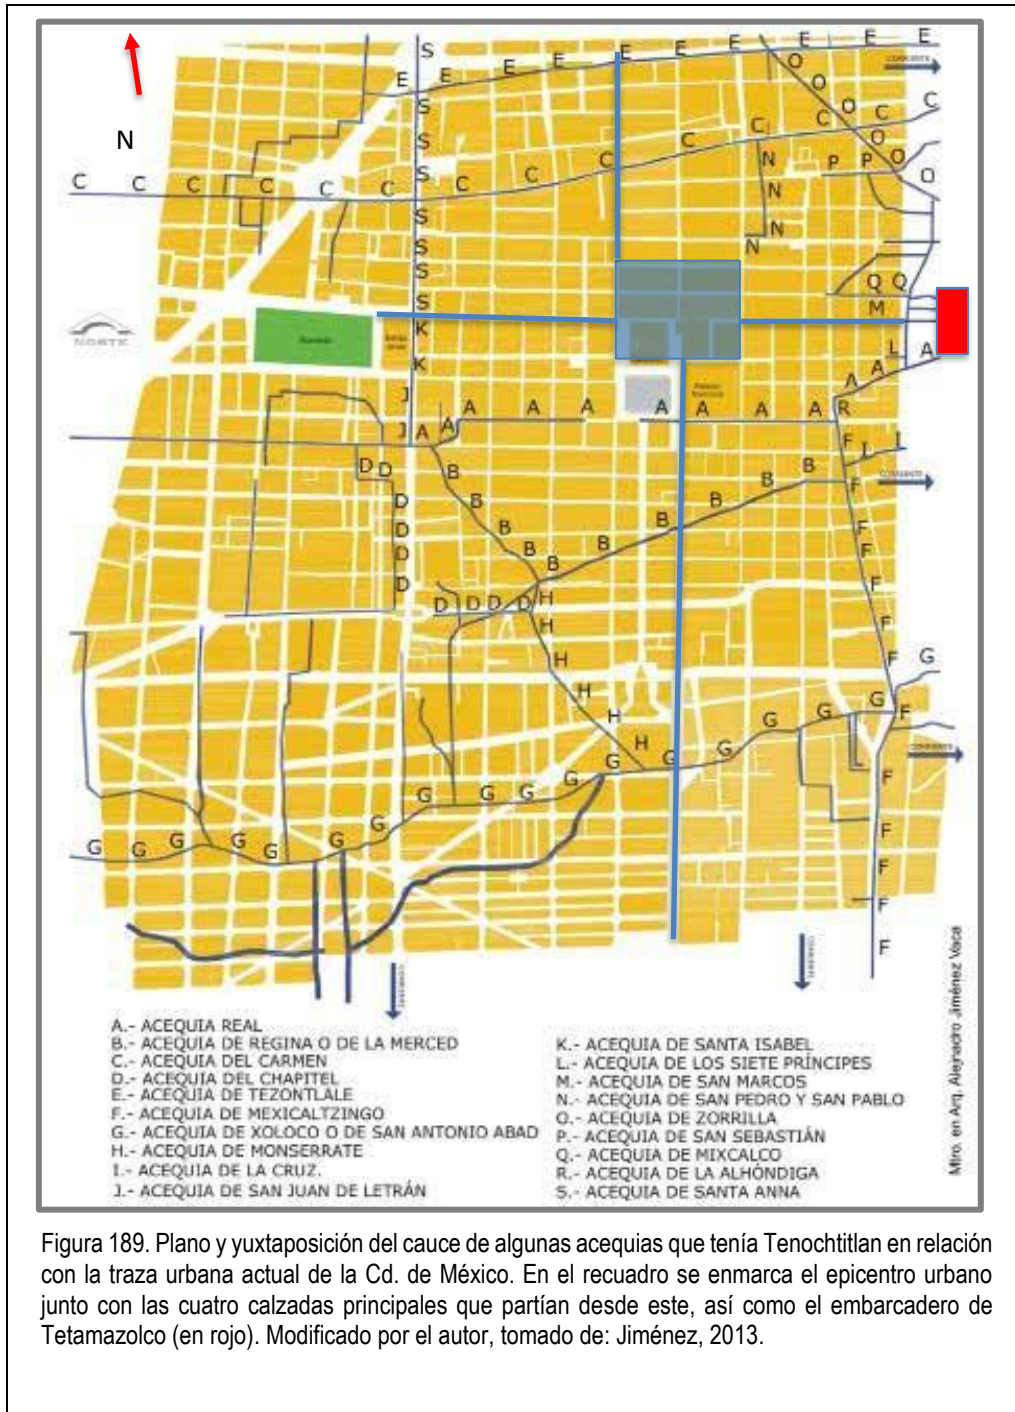 N
NORTE
CORRIENTE
CORRIENTE
CORRIENTE
E E E E E E E E
S S S S S S S S
C C C C C C C C C C C C
O O O O O O
N N N N
P P
Q Q
M
L A
K
K
J
J
A A A A A A A A A A A R
L L
B B B B B B B B
D D D D D D
D D D D
H H H H H
F F F F F F F F F F F F F
G G G G G G G G G G G G G G G G G
A.- ACEQUIA REAL
B.- ACEQUIA DE REGINA O DE LA MERCED
C.- ACEQUIA DEL CARMEN
D.- ACEQUIA DEL CHAPITEL
E.- ACEQUIA DE TEZONTLALE
F.- ACEQUIA DE MEXICALTZINGO
G.- ACEQUIA DE XOLOCO O DE SAN ANTONIO ABAD
H.- ACEQUIA DE MONSERRATE
I.- ACEQUIA DE LA CRUZ.
J.- ACEQUIA DE SAN JUAN DE LETRÁN
K.- ACEQUIA DE SANTA ISABEL
L.- ACEQUIA DE LOS SIETE PRÍNCIPES
M.- ACEQUIA DE SAN MARCOS
N.- ACEQUIA DE SAN PEDRO Y SAN PABLO
O.- ACEQUIA DE ZORRILLA
P.- ACEQUIA DE SAN SEBASTIÁN
Q.- ACEQUIA DE MIXCALCO
R.- ACEQUIA DE LA ALHÓNDIGA
S.- ACEQUIA DE SANTA ANNA
Mtro. en Arq. Alejnadro Jiménez Vaca
Figura 189. Plano y yuxtaposición del cauce de algunas acequias que tenía Tenochtitlan en relación
con la traza urbana actual de la Cd. de México. En el recuadro se enmarca el epicentro urbano
junto con las cuatro calzadas principales que partían desde este, así como el embarcadero de
Tetamazolco (en rojo). Modificado por el autor, tomado de: Jiménez, 2013.